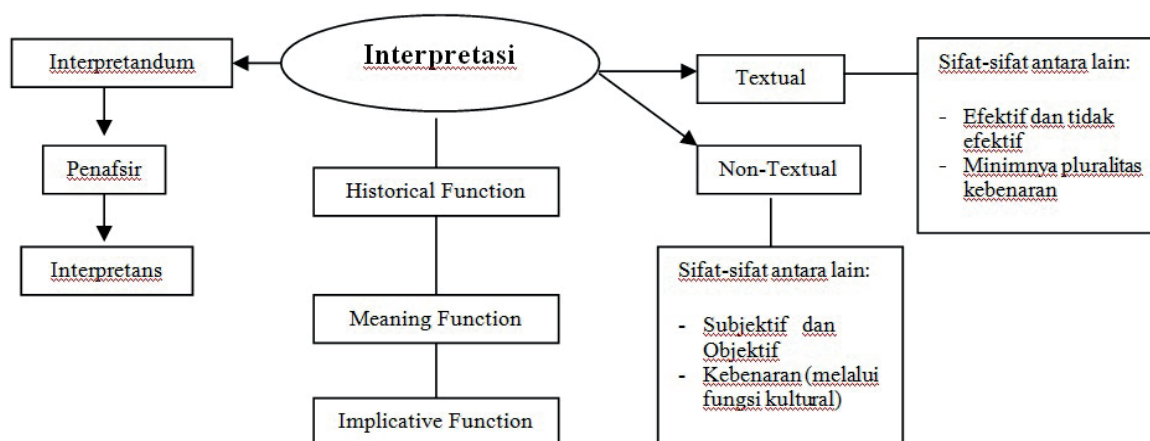 Interpretasi
Interpretandum
Penafsir
Interpretans
Historical Function
Meaning Function
Implicative Function
Textual
Non-Textual
Sifat-sifat antara lain:
- Efektif dan tidak
efektif
- Minimnya pluralitas
kebenaran
Sifat-sifat antara lain:
- Subjektif dan
Objektif
- Kebenaran (melalui
fungsi kultural)